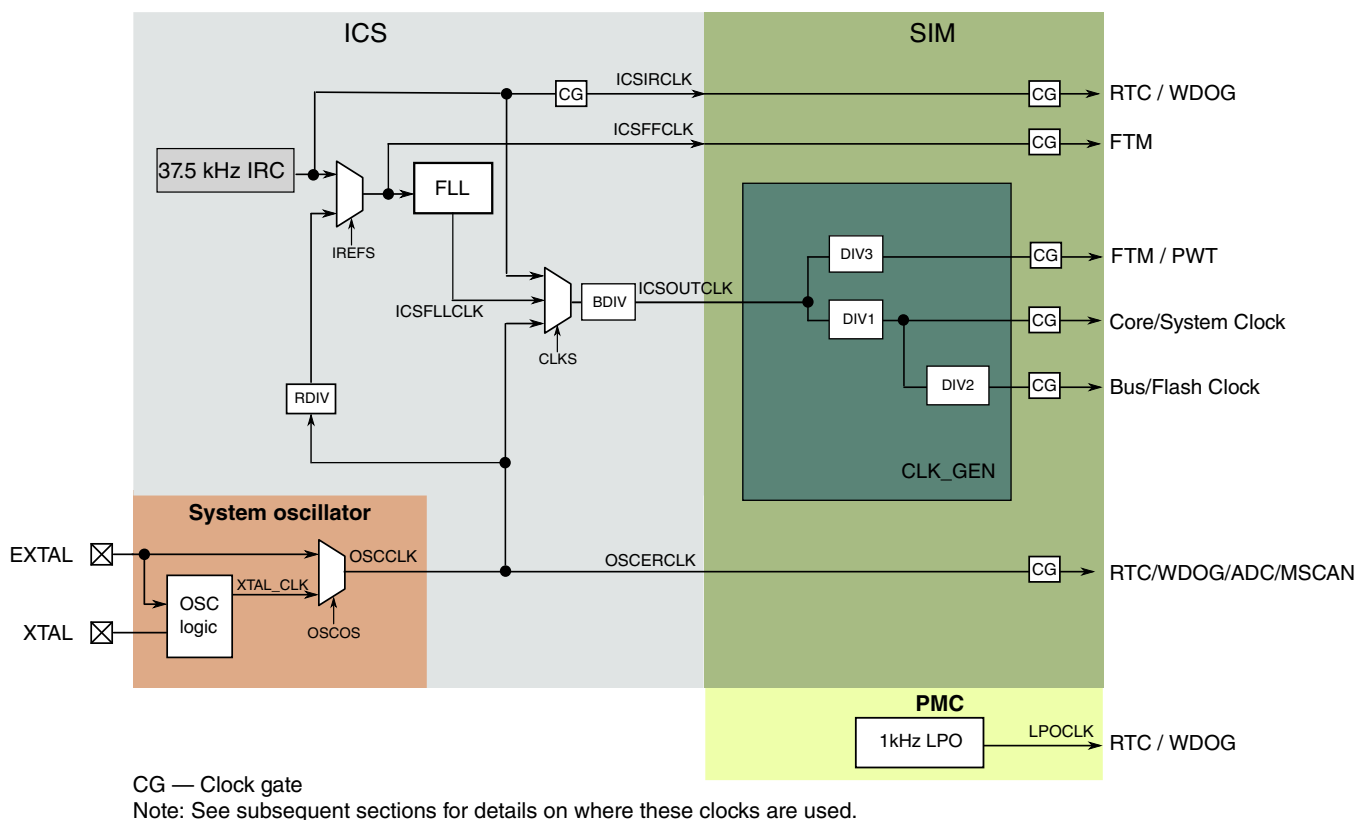 ICS
SIM
ICSIRCLK
CG
CG
RTC / WDOG
ICSFFCLK
CG
FTM
37.5 kHz IRC
FLL
IREFS
DIV3
CG
FTM / PWT
ICSFLLCLK
BDIV
ICSOUTCLK
DIV1
CG
Core/System Clock
CLKS
RDIV
DIV2
CG
Bus/Flash Clock
CLK_GEN
System oscillator
EXTAL
OSCCLK
OSCERCLK
CG
RTC/WDOG/ADC/MSCAN
XTAL_CLK
OSC
logic
XTAL
OSCOS
PMC
1kHz LPO
LPOCLK
RTC / WDOG
CG — Clock gate
Note: See subsequent sections for details on where these clocks are used.